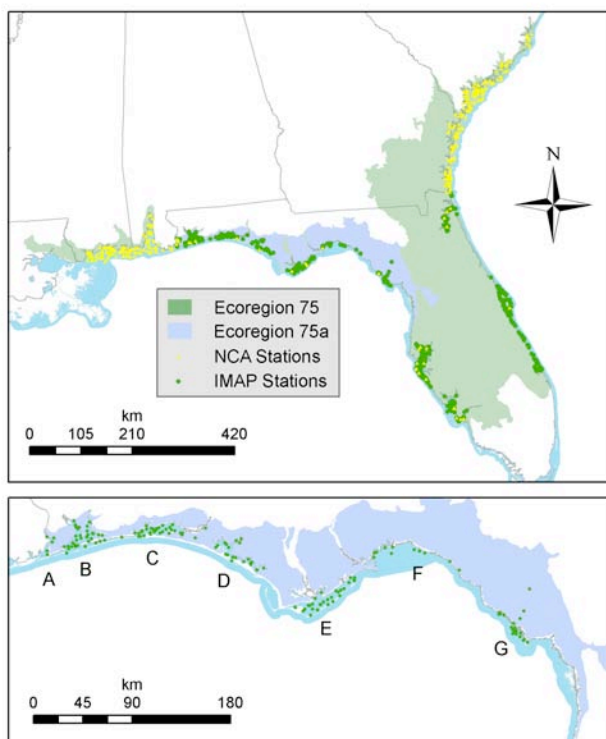 N
Ecoregion 75
Ecoregion 75a
NCA Stations
IMAP Stations
km
0 105 210 420
A B C D E F G
km
0 45 90 180